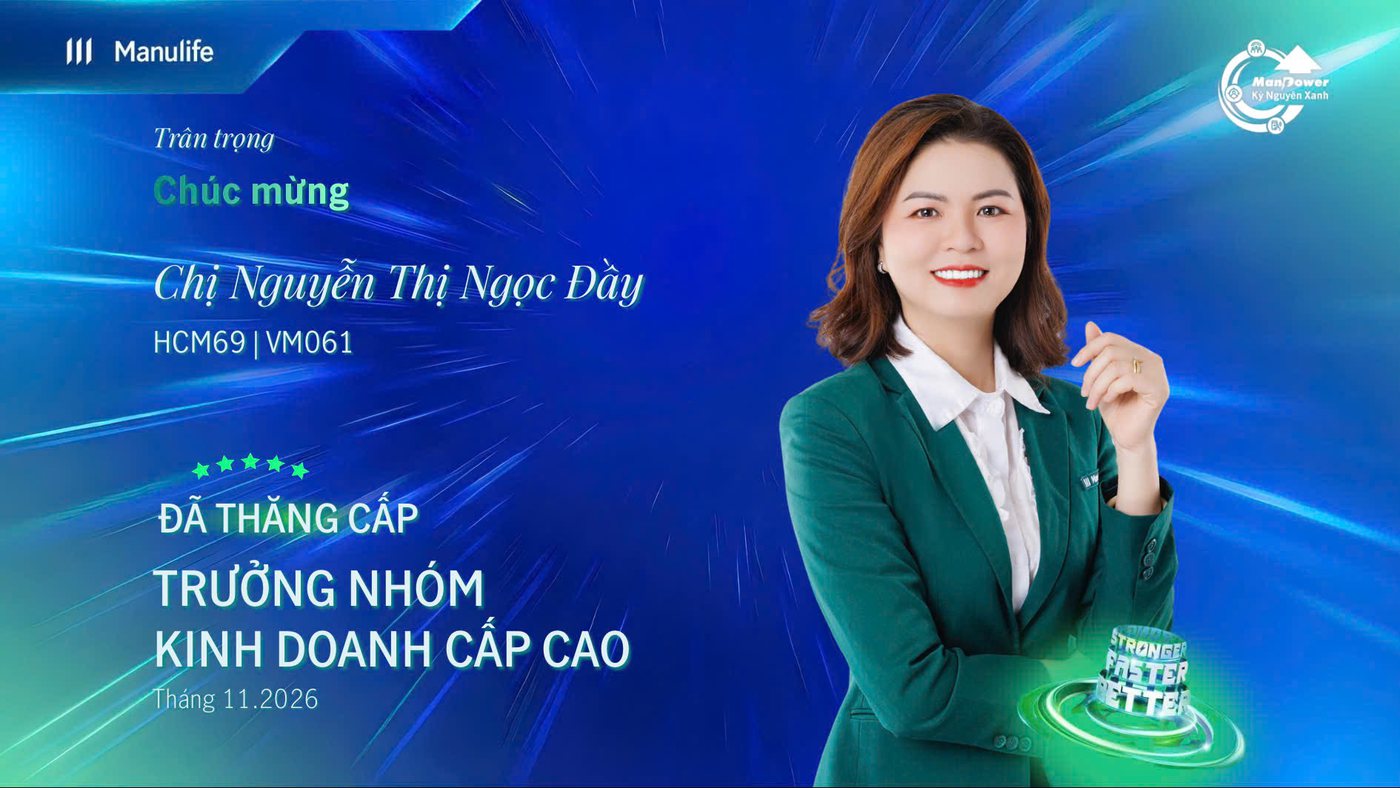 Manulife
ManPower
Kỷ Nguyên Xanh
Trân trọng
Chúc mừng
Chị Nguyễn Thị Ngọc Đầy
HCM69 | VM061
ĐÃ THĂNG CẤP
TRƯỞNG NHÓM
KINH DOANH CẤP CAO
Tháng 11.2026
STRONGER
FASTER
BETTER